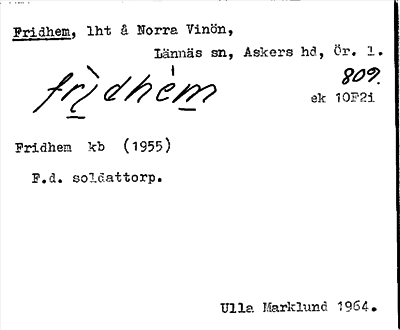 Fridhem, lht å Norra Vinön,
Lännäs sn, Askers hd, Ör. l.
809.
frìdhém
ek 10F2i
Fridhem kb (1955)
F.d. soldattorp.
Ulla Marklund 1964.